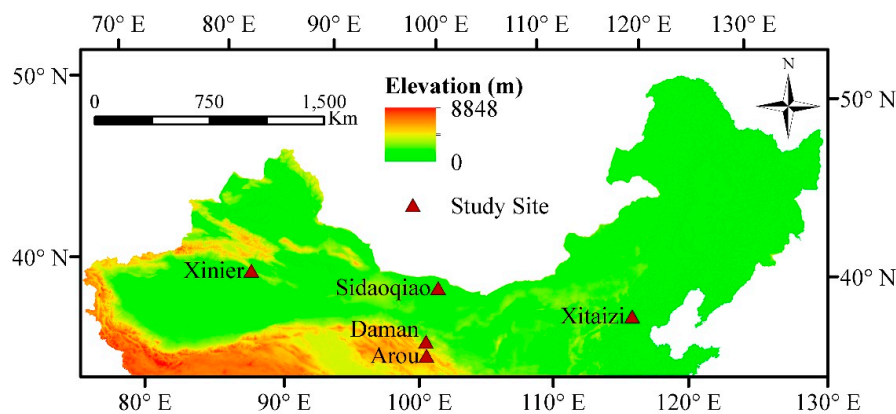 70° E 80° E 90° E 100° E 110° E 120° E 130° E
50° N
Elevation (m)
8848
0
N
50° N
0 750 1,500
Km
Study Site
40° N
Xinier
Sidaoqiao
40° N
Xitaizi
Daman
Arou
80° E 90° E 100° E 110° E 120° E 130° E